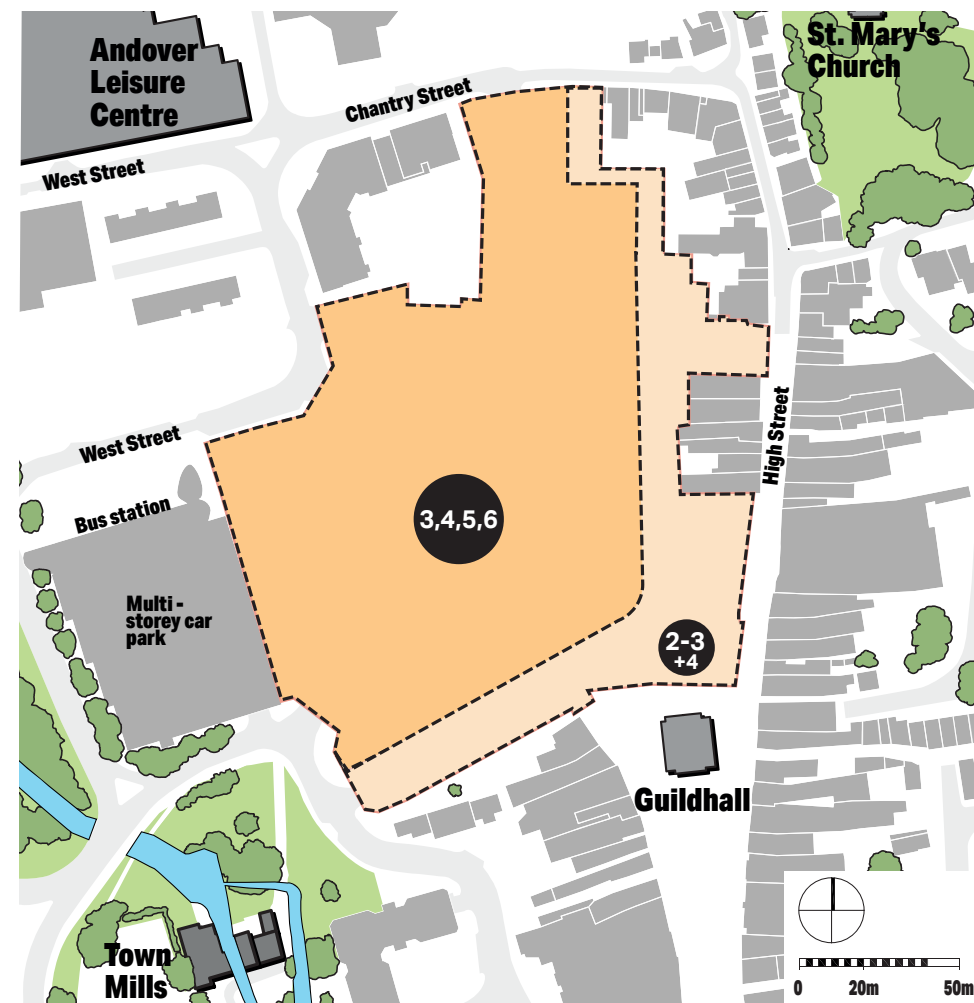 Andover
Leisure
Centre
St. Mary's
Church
Chantry Street
West Street
West Street
High Street
Bus station
3,4,5,6
Multi -
storey car
park
2-3
+4
Guildhall
Town
Mills
0 20m 50m